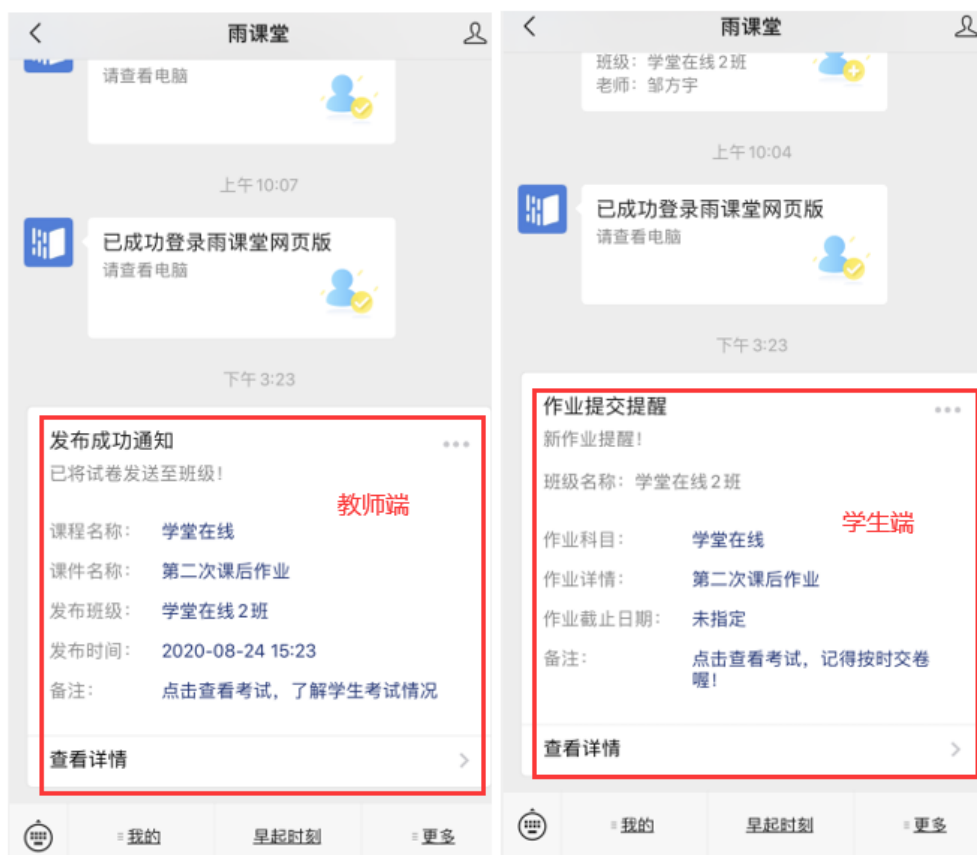 雨课堂
请查看电脑
上午 10:07
已成功登录雨课堂网页版
请查看电脑
下午 3:23
发布成功通知
已将试卷发送至班级!
教师端
课程名称: 学堂在线
课件名称: 第二次课后作业
发布班级: 学堂在线 2 班
发布时间: 2020-08-24 15:23
备注: 点击查看考试，了解学生考试情况
查看详情
我的
早起时刻
更多
雨课堂
班级: 学堂在线 2 班
老师: 邹方宇
上午 10:04
已成功登录雨课堂网页版
请查看电脑
下午 3:23
作业提交提醒
新作业提醒!
班级名称: 学堂在线 2 班
学生端
作业科目: 学堂在线
作业详情: 第二次课后作业
作业截止日期: 未指定
备注: 点击查看考试，记得按时交卷
喔!
查看详情
我的
早起时刻
更多